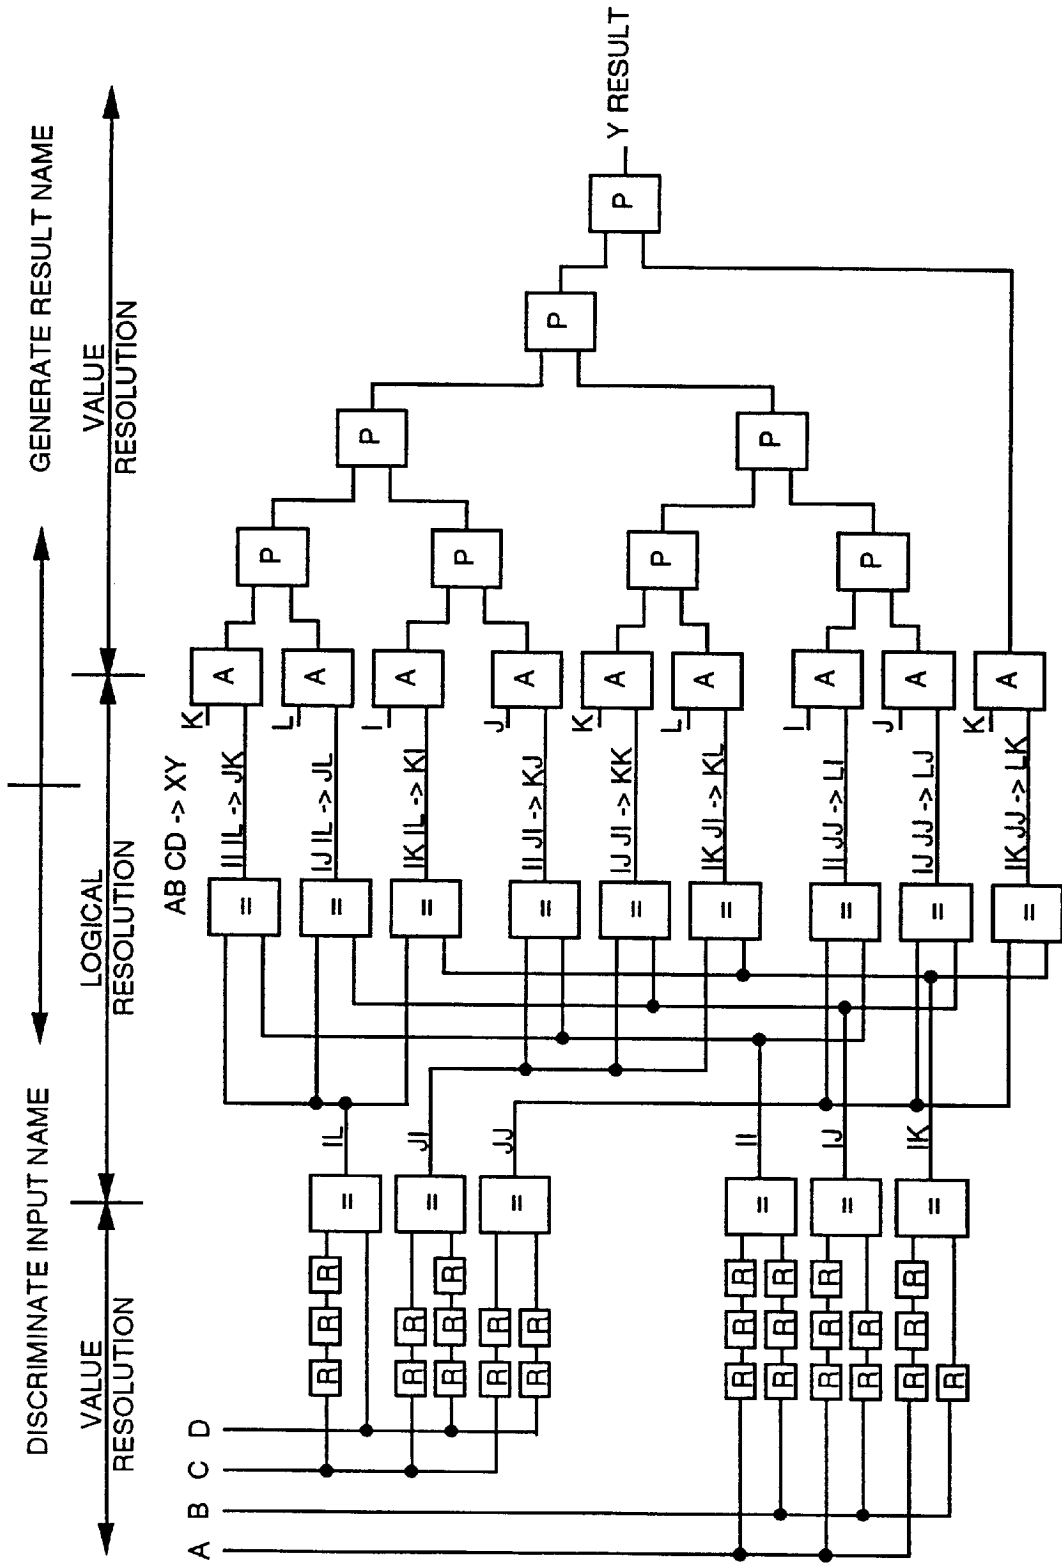 DISCRIMINATE INPUT NAME GENERATE RESULT NAME
VALUE RESOLUTION
LOGICAL RESOLUTION
VALUE RESOLUTION
AB CD -> XY
A B C D
R R R
= IL
R R
R R R
= JI
R R
R R
= JJ
R R R
R R R
= II
R R R
R R
= IJ
R R R
R
= IK
= II IL -> JK K A
= IJ IL -> JL L A
= IK IL -> KI I A
= II JI -> KJ J A
= IJ JI -> KK K A
= IK JI -> KL L A
= II JJ -> LI I A
= IJ JJ -> LJ J A
= IK JJ -> LK K A
P
P
P
P
P
P
P
P
Y RESULT